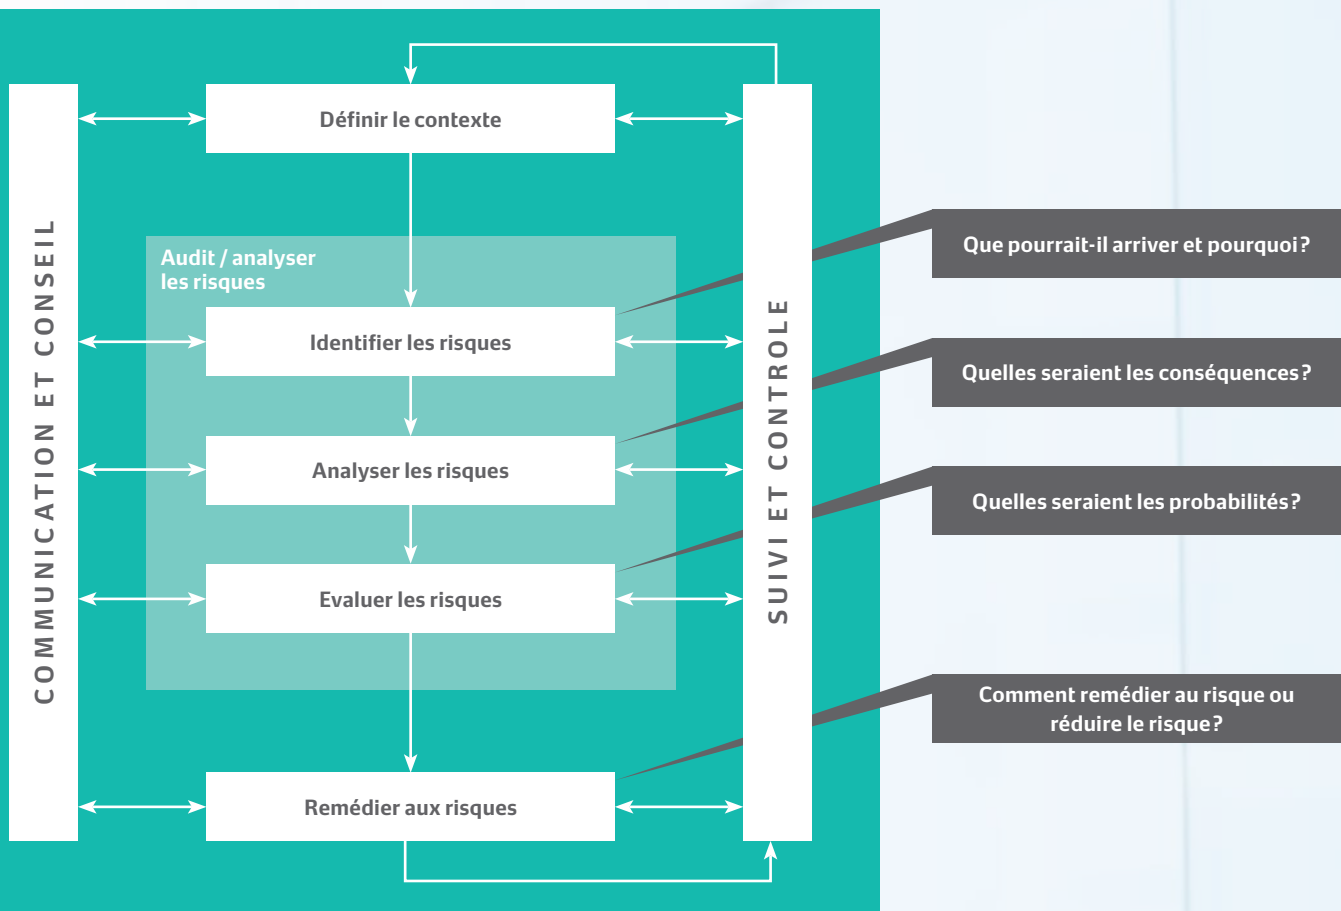 Définir le contexte
COMMUNICATION ET CONSEIL
SUIVI ET CONTROLE
Audit / analyser
les risques
Que pourrait-il arriver et pourquoi?
Identifier les risques
Quelles seraient les conséquences?
Analyser les risques
Quelles seraient les probabilités?
Evaluer les risques
Comment remédier au risque ou
réduire le risque?
Remédier aux risques